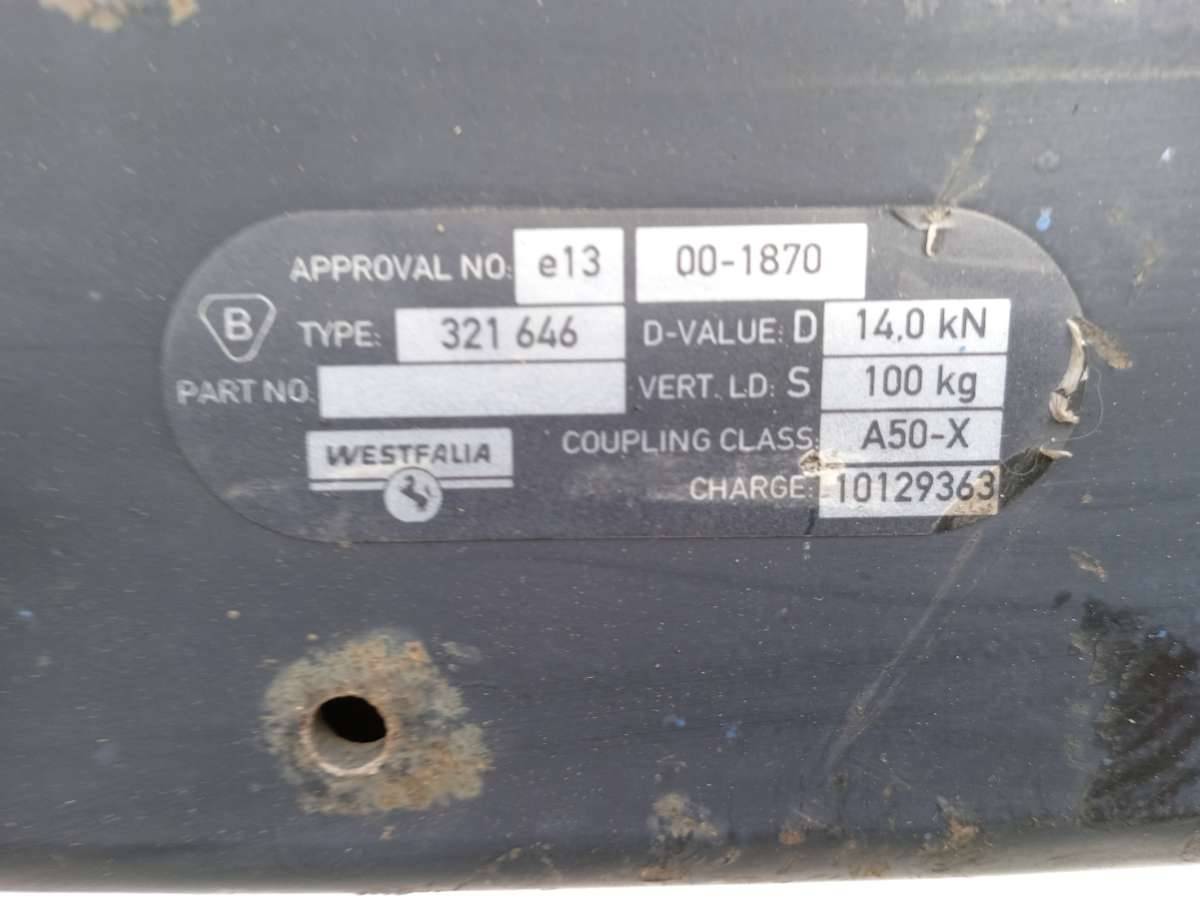 APPROVAL NO: e13 00-1870
B TYPE: 321 646 D-VALUE: D 14,0 kN
PART NO. VERT. LD: S 100 kg
WESTFALIA COUPLING CLASS: A50-X
CHARGE: 10129363